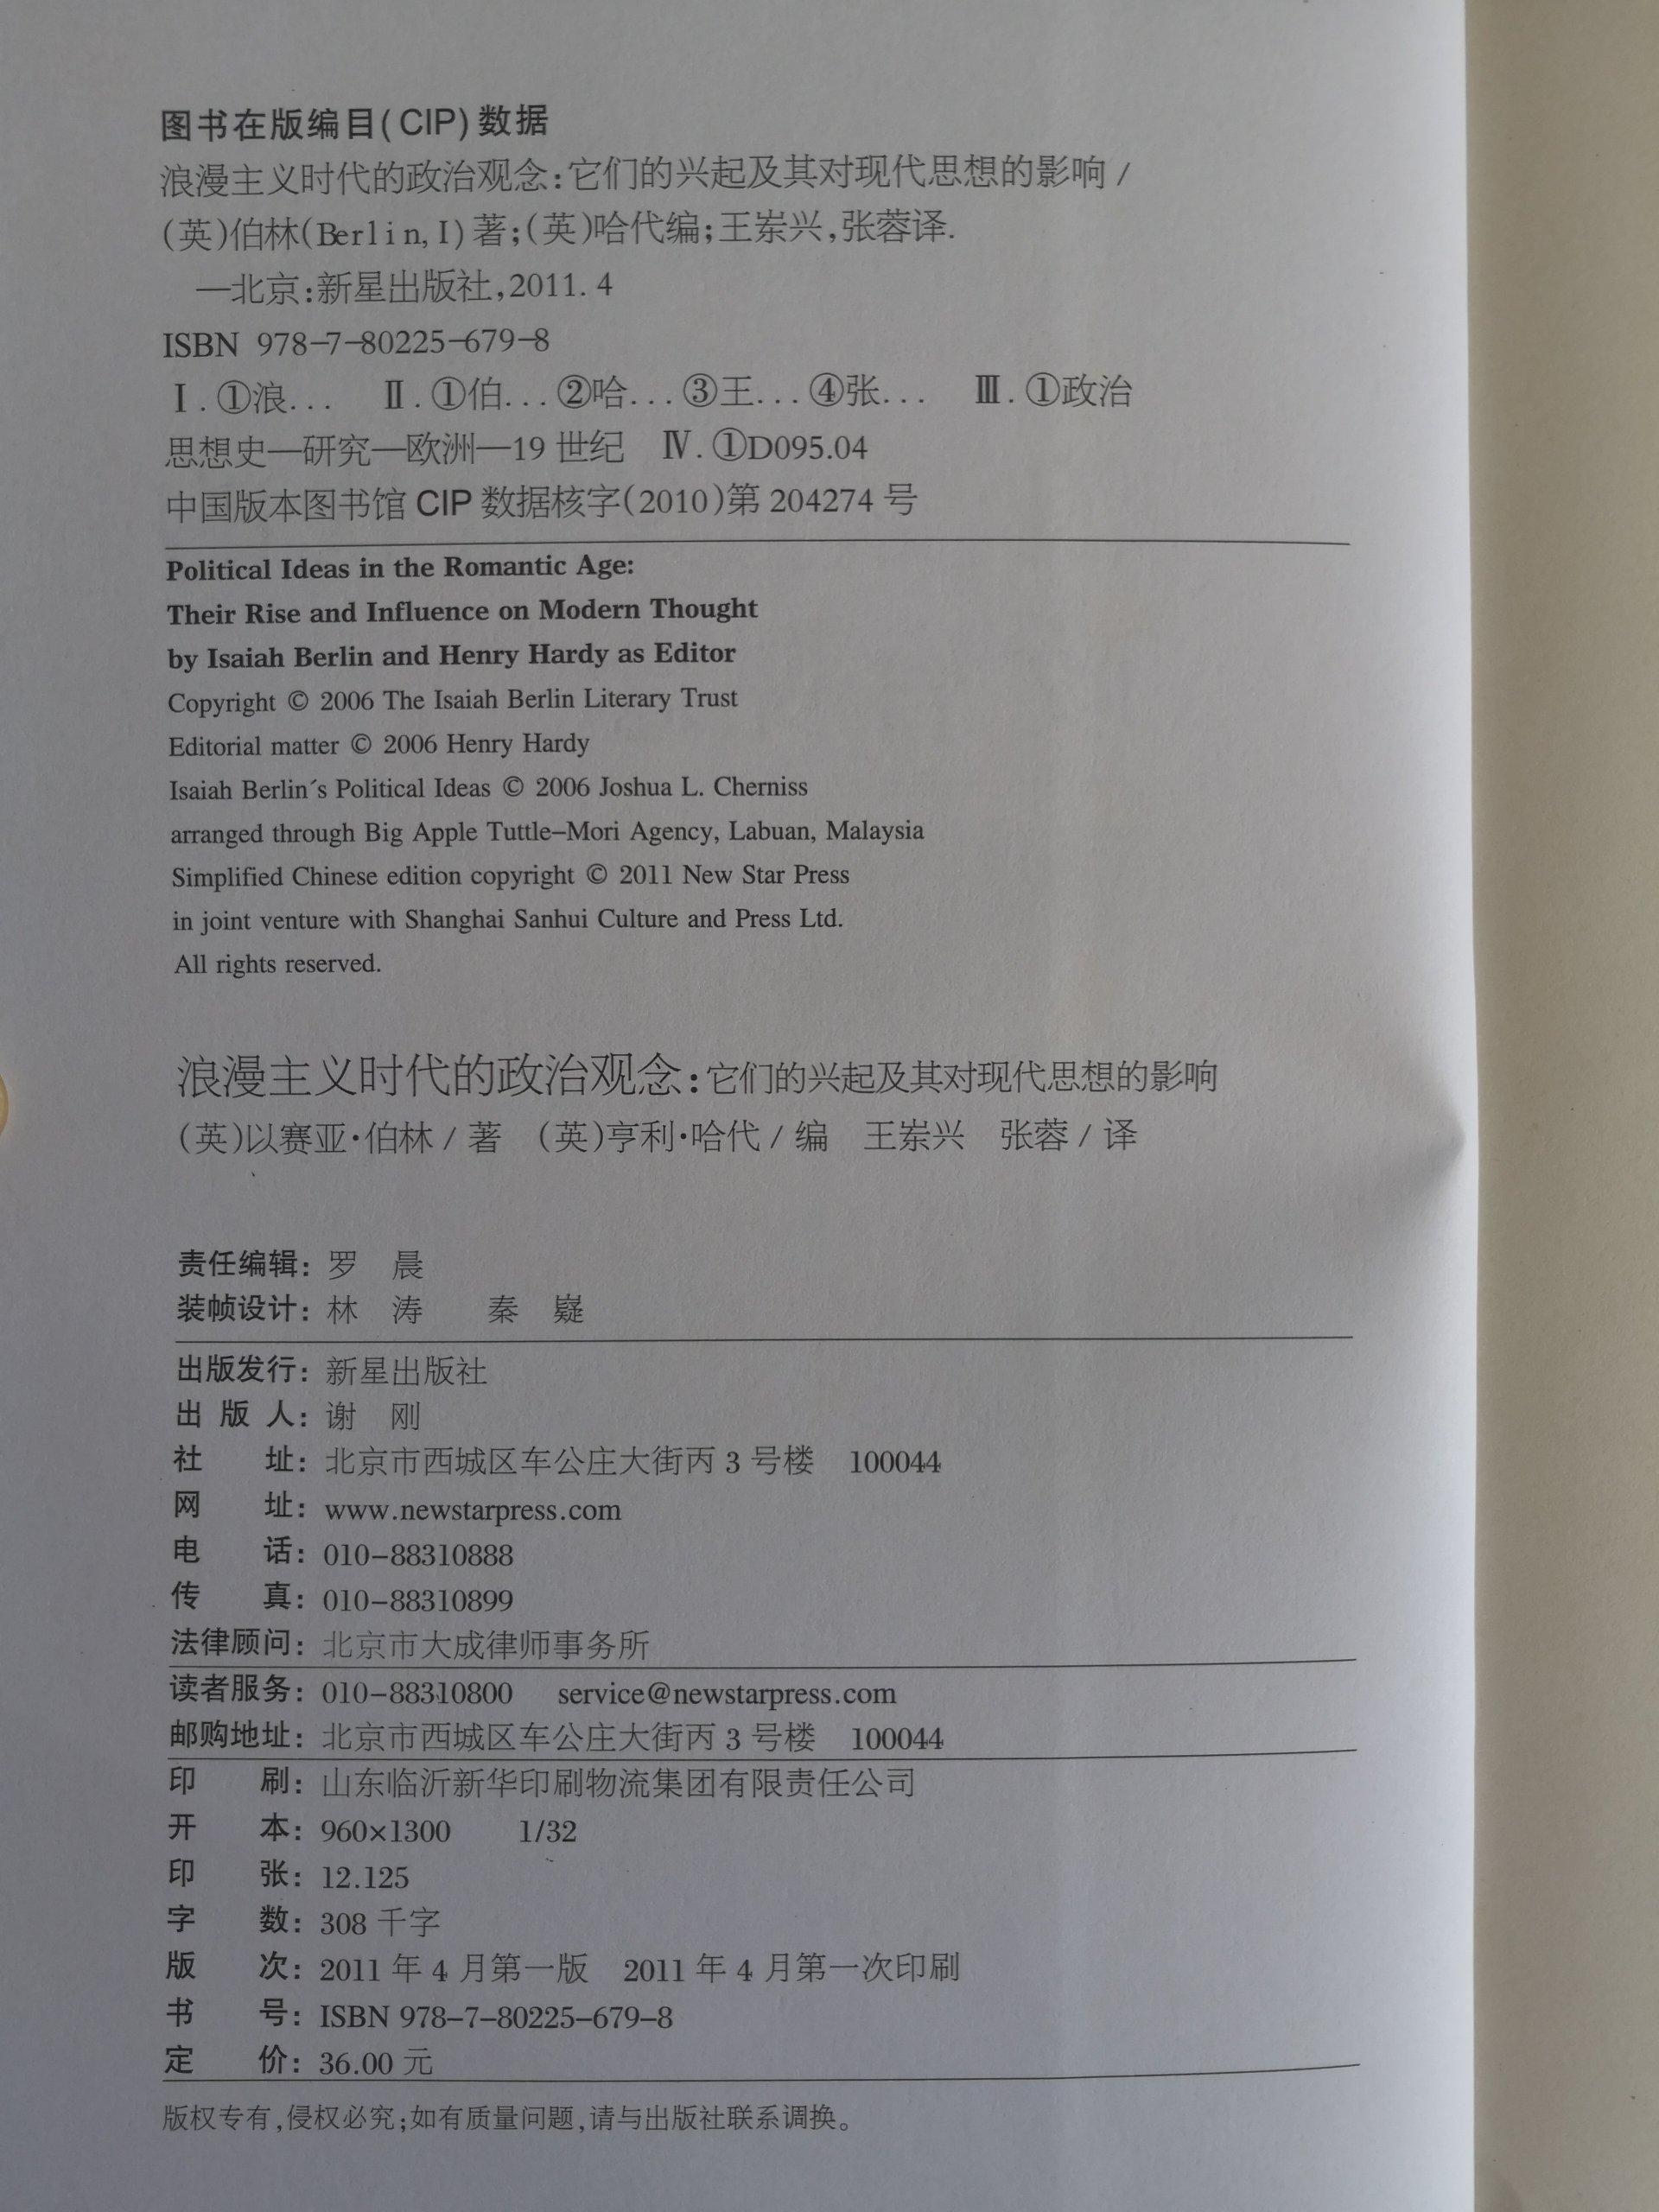 图书在版编目(CIP)数据
浪漫主义时代的政治观念:它们的兴起及其对现代思想的影响/
(英)伯林(Berlin,I)著;(英)哈代编;王岽兴,张蓉译.
—北京:新星出版社,2011.4
ISBN 978-7-80225-679-8
Ⅰ.①浪... Ⅱ.①伯...②哈...③王...④张... Ⅲ.①政治
思想史—研究—欧洲—19世纪 Ⅳ.①D095.04
中国版本图书馆CIP数据核字(2010)第204274号
Political Ideas in the Romantic Age:
Their Rise and Influence on Modern Thought
by Isaiah Berlin and Henry Hardy as Editor
Copyright © 2006 The Isaiah Berlin Literary Trust
Editorial matter © 2006 Henry Hardy
Isaiah Berlin´s Political Ideas © 2006 Joshua L. Cherniss
arranged through Big Apple Tuttle-Mori Agency, Labuan, Malaysia
Simplified Chinese edition copyright © 2011 New Star Press
in joint venture with Shanghai Sanhui Culture and Press Ltd.
All rights reserved.
浪漫主义时代的政治观念:它们的兴起及其对现代思想的影响
(英)以赛亚·伯林/著 (英)亨利·哈代/编 王岽兴 张蓉/译
责任编辑: 罗 晨
装帧设计: 林 涛 秦 嶷
出版发行: 新星出版社
出版人: 谢 刚
社 址: 北京市西城区车公庄大街丙3号楼 100044
网 址: www.newstarpress.com
电 话: 010-88310888
传 真: 010-88310899
法律顾问: 北京市大成律师事务所
读者服务: 010-88310800 service@newstarpress.com
邮购地址: 北京市西城区车公庄大街丙3号楼 100044
印 刷: 山东临沂新华印刷物流集团有限责任公司
开 本: 960×1300 1/32
印 张: 12.125
字 数: 308千字
版 次: 2011年4月第一版 2011年4月第一次印刷
书 号: ISBN 978-7-80225-679-8
定 价: 36.00元
版权专有,侵权必究;如有质量问题,请与出版社联系调换。